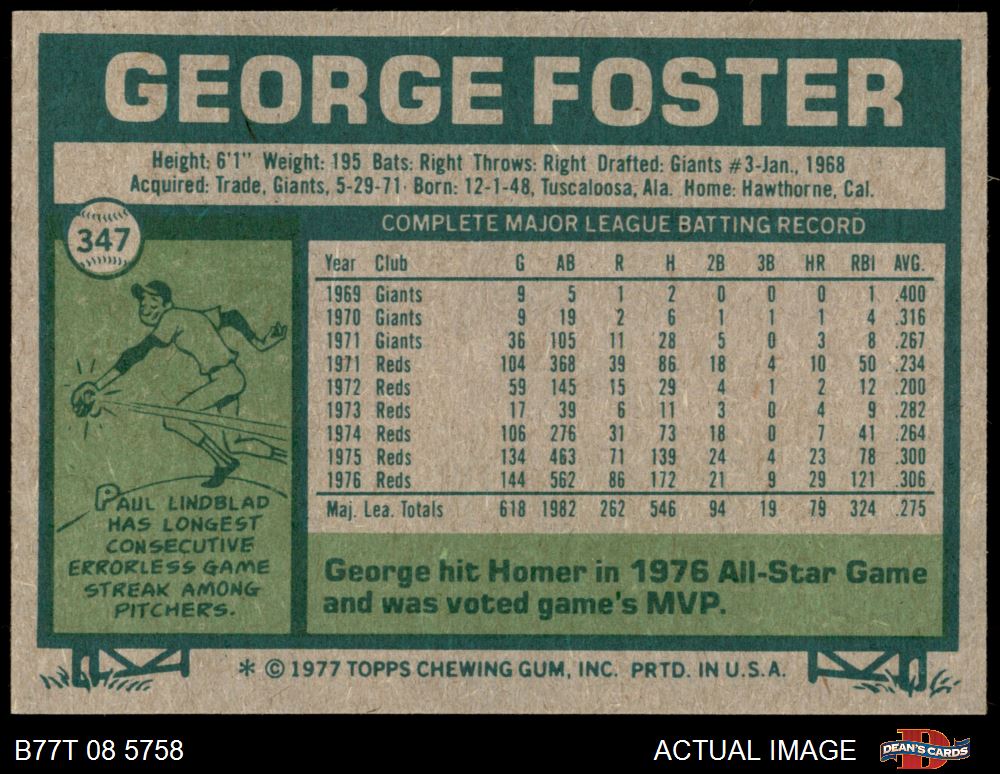 GEORGE FOSTER
Height: 6'1" Weight: 195 Bats: Right Throws: Right Drafted: Giants #3-Jan., 1968
Acquired: Trade, Giants, 5-29-71 Born: 12-1-48, Tuscaloosa, Ala. Home: Hawthorne, Cal.
347
COMPLETE MAJOR LEAGUE BATTING RECORD
Year Club G AB R H 2B 3B HR RBI AVG.
1969 Giants 9 5 1 2 0 0 0 1 .400
1970 Giants 9 19 2 6 1 1 1 4 .316
1971 Giants 36 105 11 28 5 0 3 8 .267
1971 Reds 104 368 39 86 18 4 10 50 .234
1972 Reds 59 145 15 29 4 1 2 12 .200
1973 Reds 17 39 6 11 3 0 4 9 .282
1974 Reds 106 276 31 73 18 0 7 41 .264
1975 Reds 134 463 71 139 24 4 23 78 .300
1976 Reds 144 562 86 172 21 9 29 121 .306
Maj. Lea. Totals 618 1982 262 546 94 19 79 324 .275
PAUL LINDBLAD
HAS LONGEST
CONSECUTIVE
ERRORLESS GAME
STREAK AMONG
PITCHERS.
George hit Homer in 1976 All-Star Game
and was voted game's MVP.
* © 1977 TOPPS CHEWING GUM, INC. PRTD. IN U.S.A.
B77T 08 5758
ACTUAL IMAGE
DEAN'S CARDS